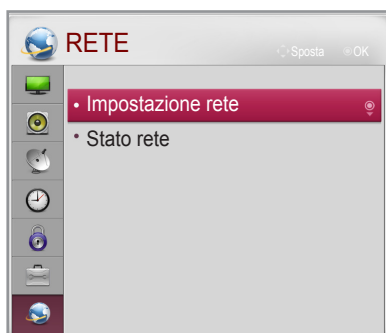 RETE
Sposta OK
• Impostazione rete
• Stato rete